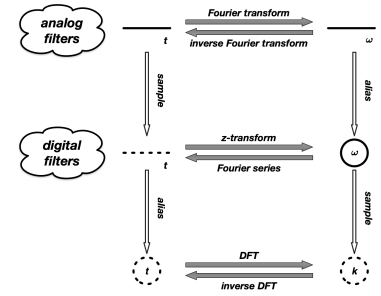 analog
filters
Fourier transform
inverse Fourier transform
t
ω
sample
alias
digital
filters
z-transform
Fourier series
t
ω
alias
sample
DFT
inverse DFT
t
k